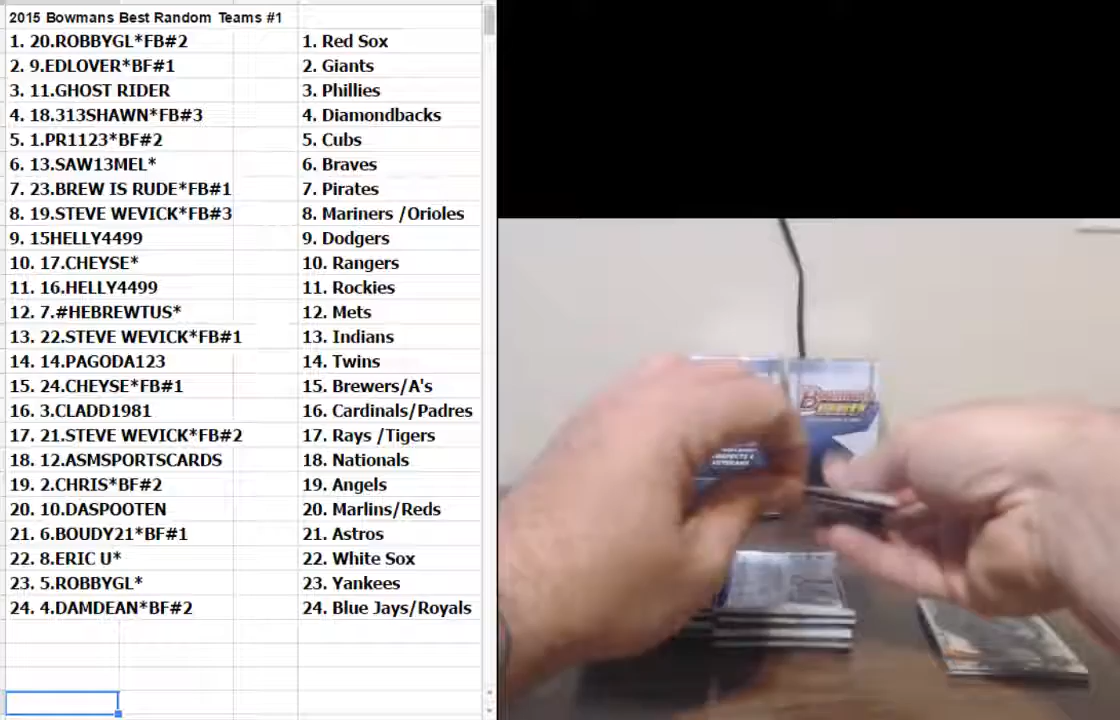 2015 Bowmans Best Random Teams #1
1. 20.ROBBYGL*FB#2 1. Red Sox
2. 9.EDLOVER*BF#1 2. Giants
3. 11.GHOST RIDER 3. Phillies
4. 18.313SHAWN*FB#3 4. Diamondbacks
5. 1.PR1123*BF#2 5. Cubs
6. 13.SAW13MEL* 6. Braves
7. 23.BREW IS RUDE*FB#1 7. Pirates
8. 19.STEVE WEVICK*FB#3 8. Mariners /Orioles
9. 15HELLY4499 9. Dodgers
10. 17.CHEYSE* 10. Rangers
11. 16.HELLY4499 11. Rockies
12. 7.#HEBREWTUS* 12. Mets
13. 22.STEVE WEVICK*FB#1 13. Indians
14. 14.PAGODA123 14. Twins
15. 24.CHEYSE*FB#1 15. Brewers/A's
16. 3.CLADD1981 16. Cardinals/Padres
17. 21.STEVE WEVICK*FB#2 17. Rays /Tigers
18. 12.ASMSPORTSCARDS 18. Nationals
19. 2.CHRIS*BF#2 19. Angels
20. 10.DASPOOTEN 20. Marlins/Reds
21. 6.BOUDY21*BF#1 21. Astros
22. 8.ERIC U* 22. White Sox
23. 5.ROBBYGL* 23. Yankees
24. 4.DAMDEAN*BF#2 24. Blue Jays/Royals